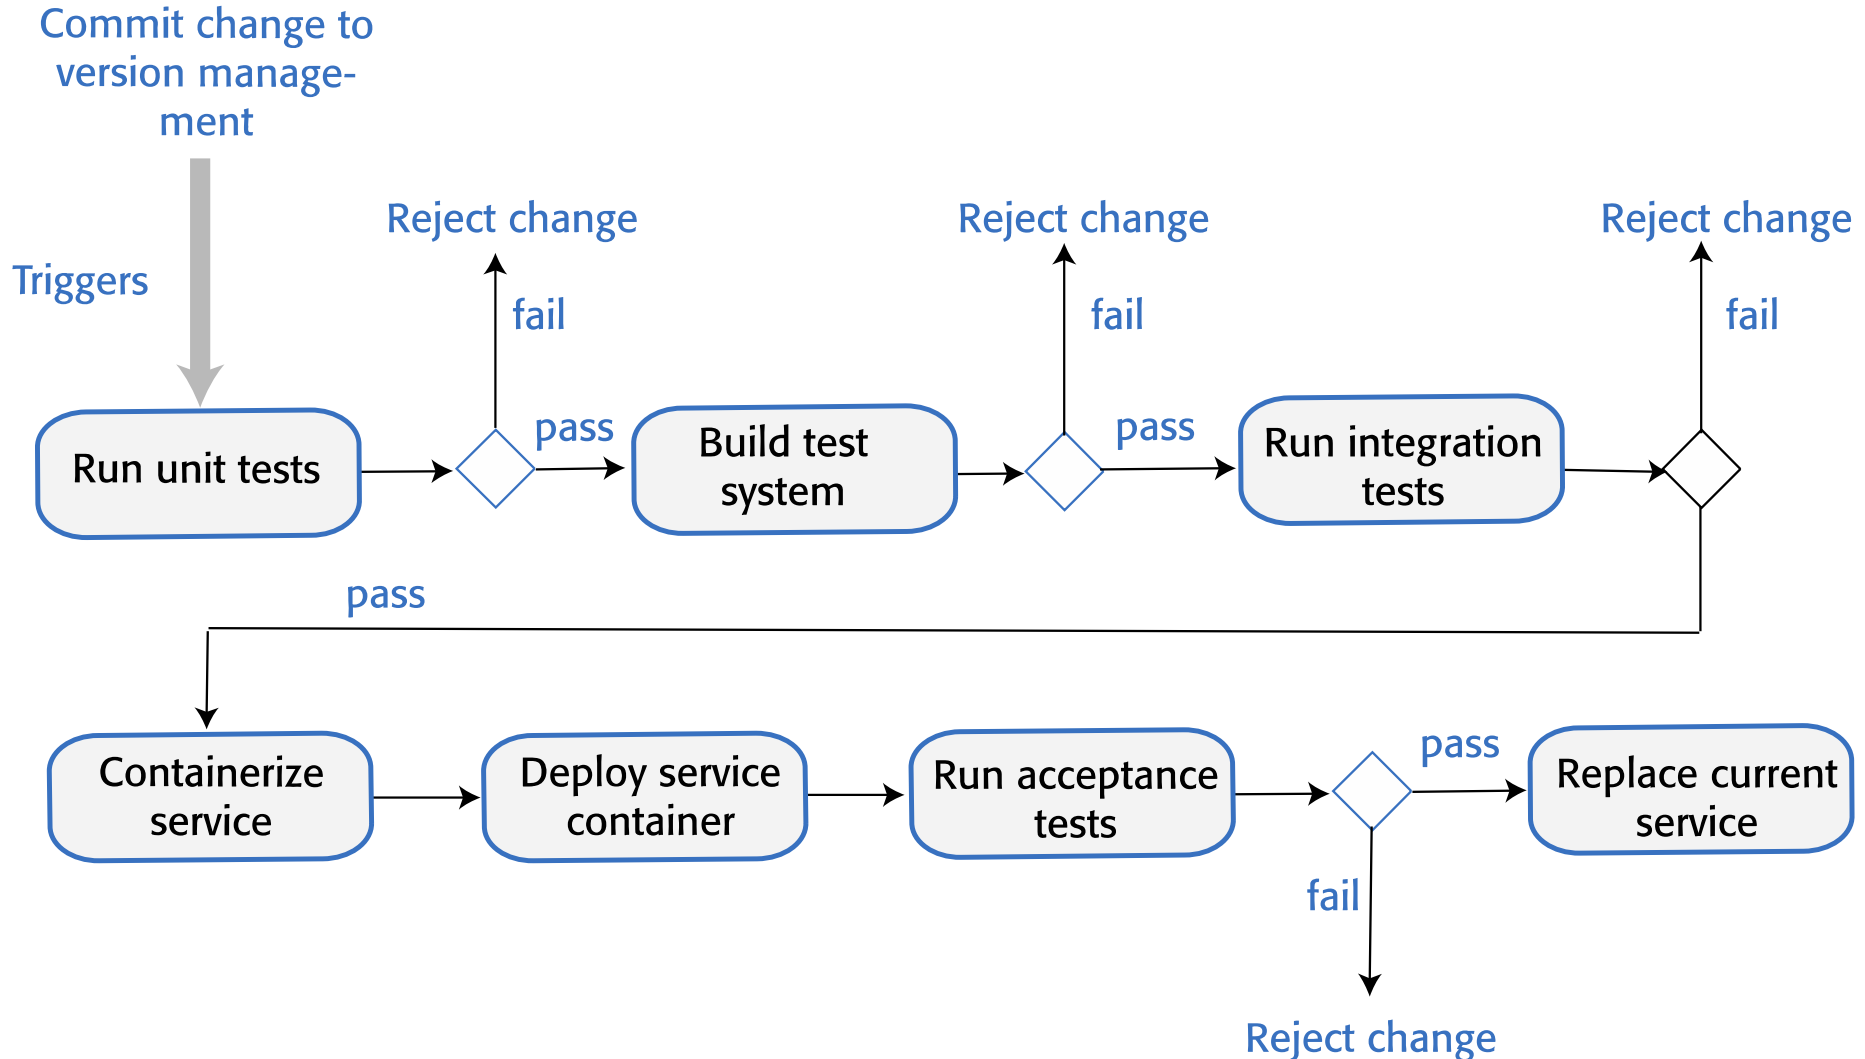 Commit change to
version manage-
ment
Triggers
Reject change
Reject change
Reject change
fail
fail
fail
Run unit tests
pass
Build test
system
pass
Run integration
tests
pass
Containerize
service
Deploy service
container
Run acceptance
tests
pass
Replace current
service
fail
Reject change